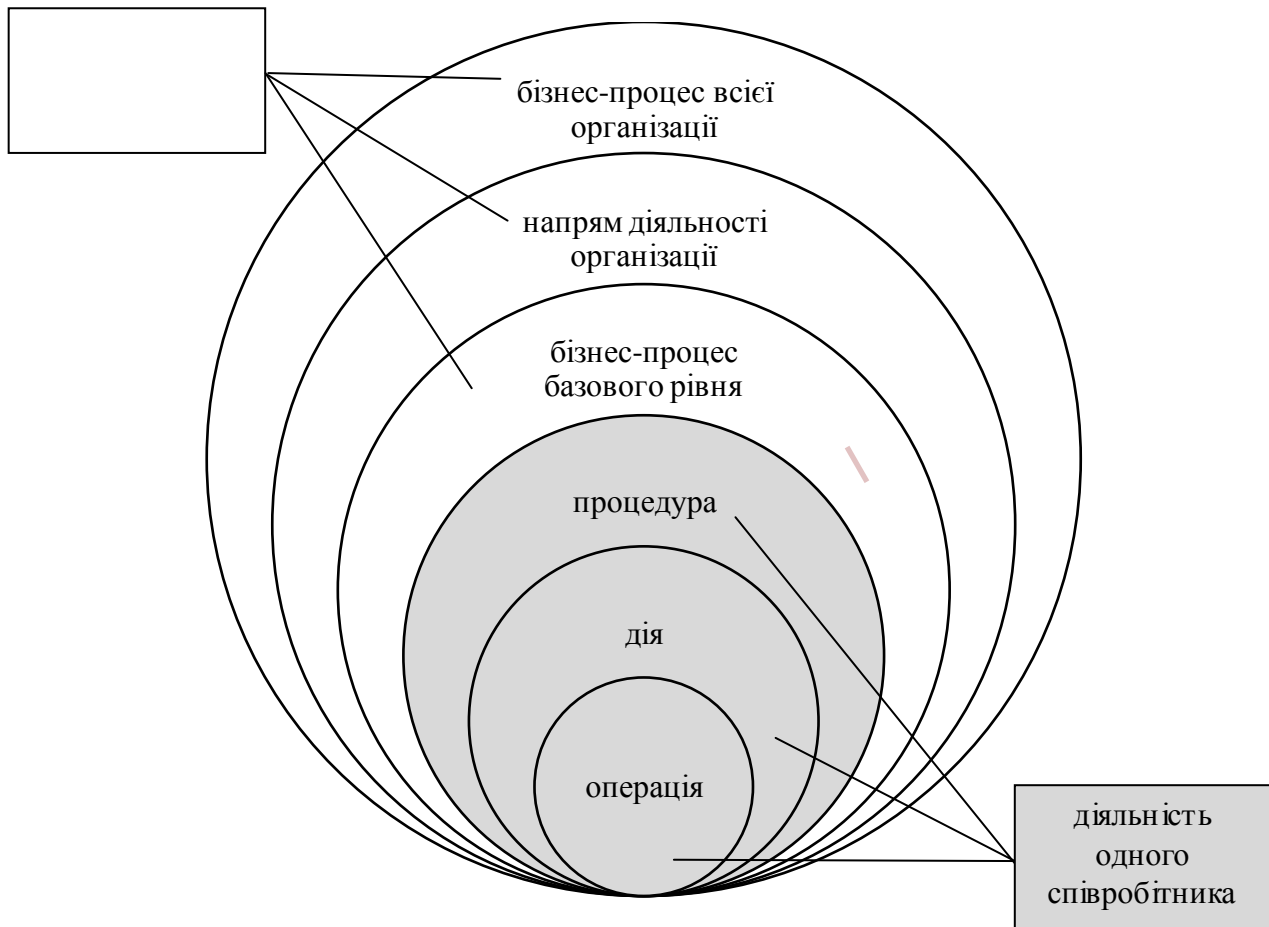 бізнес-процес всієї
організації
напрям діяльності
організації
бізнес-процес
базового рівня
процедура
дія
операція
діяльність
одного
співробітника